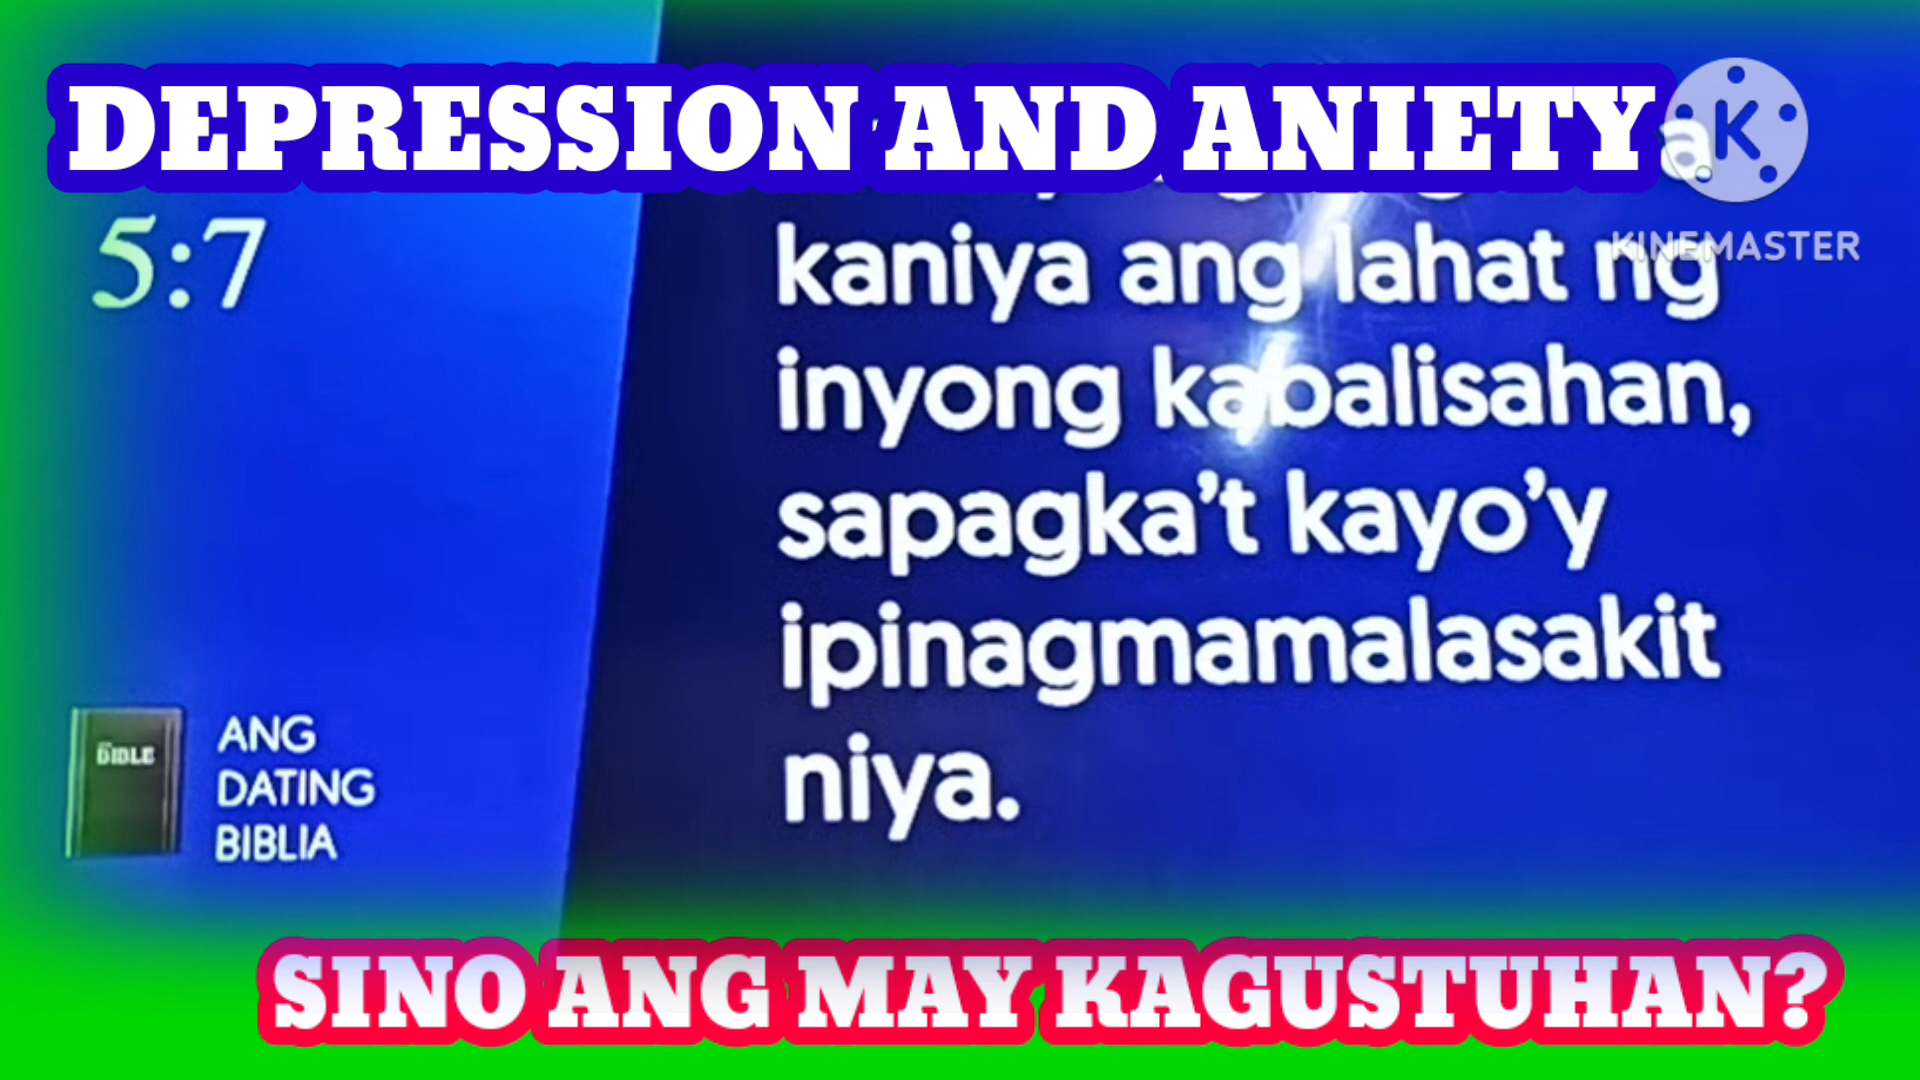 DEPRESSION AND ANIETY
KINEMASTER
5:7
kaniya ang lahat ng
inyong kabalisahan,
sapagka't kayo'y
ipinagmamalasakit
niya.
BIBLE
ANG
DATING
BIBLIA
SINO ANG MAY KAGUSTUHAN?